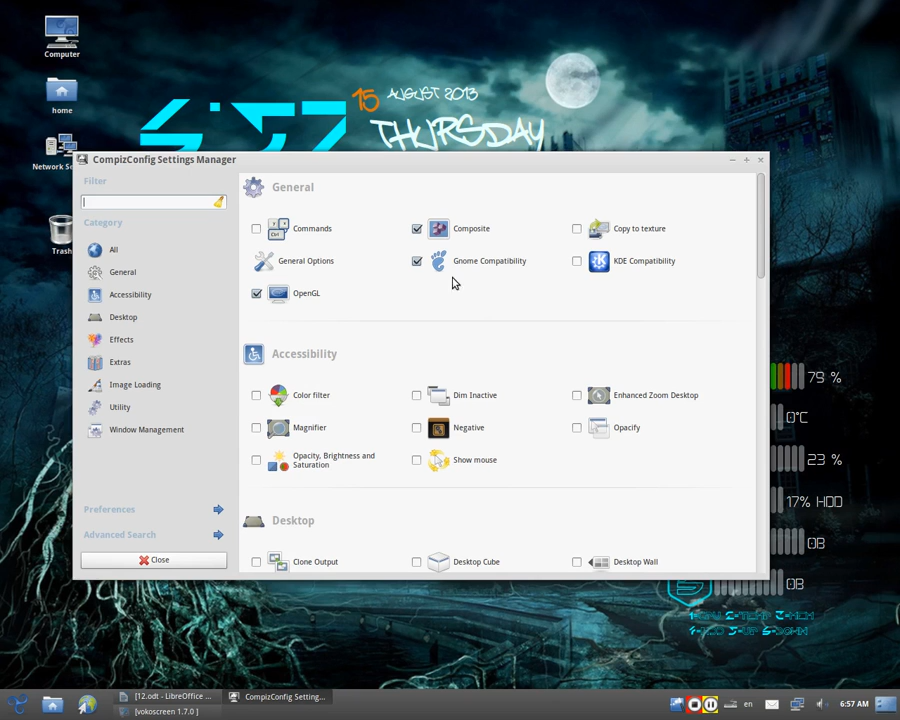 Computer
home
Network Se
Trash
15
AUGUST 2013
THURSDAY
CompizConfig Settings Manager
Filter
Category
All
General
Accessibility
Desktop
Effects
Extras
Image Loading
Utility
Window Management
Preferences
Advanced Search
Close
General
Commands
Composite
Copy to texture
General Options
Gnome Compatibility
KDE Compatibility
OpenGL
Accessibility
Color filter
Dim Inactive
Enhanced Zoom Desktop
Magnifier
Negative
Opacify
Opacity, Brightness and
Saturation
Show mouse
Desktop
Clone Output
Desktop Cube
Desktop Wall
79 %
0°C
23 %
17% HDD
0B
0B
[12.odt - LibreOffice ...
CompizConfig Setting...
[vokoscreen 1.7.0 ]
en
6:57 AM